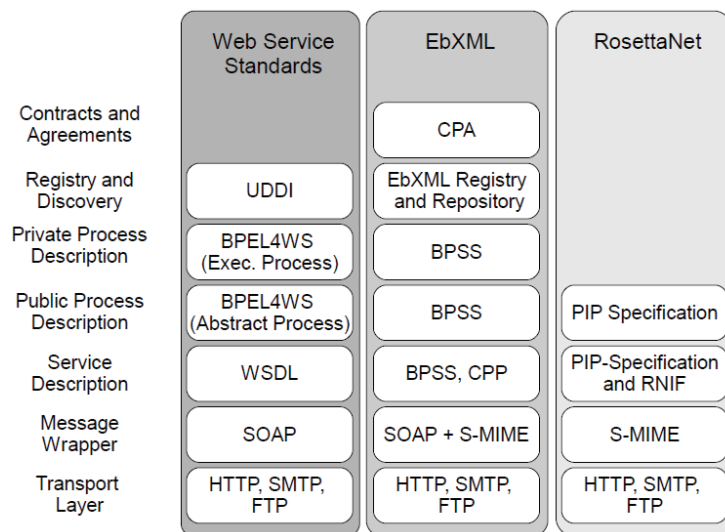 Web Service
Standards
EbXML
RosettaNet
Contracts and
Agreements
CPA
Registry and
Discovery
UDDI
EbXML Registry
and Repository
Private Process
Description
BPEL4WS
(Exec. Process)
BPSS
Public Process
Description
BPEL4WS
(Abstract Process)
BPSS
PIP Specification
Service
Description
WSDL
BPSS, CPP
PIP-Specification
and RNIF
Message
Wrapper
SOAP
SOAP + S-MIME
S-MIME
Transport
Layer
HTTP, SMTP,
FTP
HTTP, SMTP,
FTP
HTTP, SMTP,
FTP